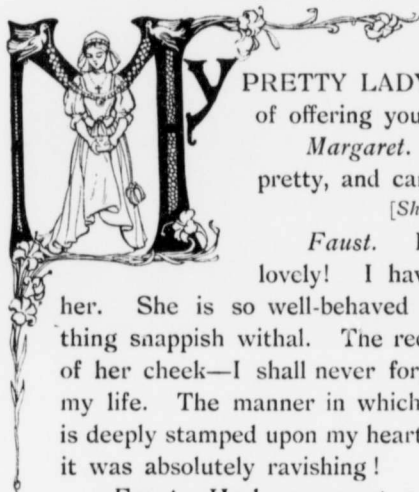 MY PRETTY LADY
of offering you
Margaret.
pretty, and ca
[Sh
Faust.
lovely! I hav
her. She is so well-behaved
thing snappish withal. The re
of her cheek—I shall never for
my life. The manner in which
is deeply stamped upon my heart
it was absolutely ravishing!